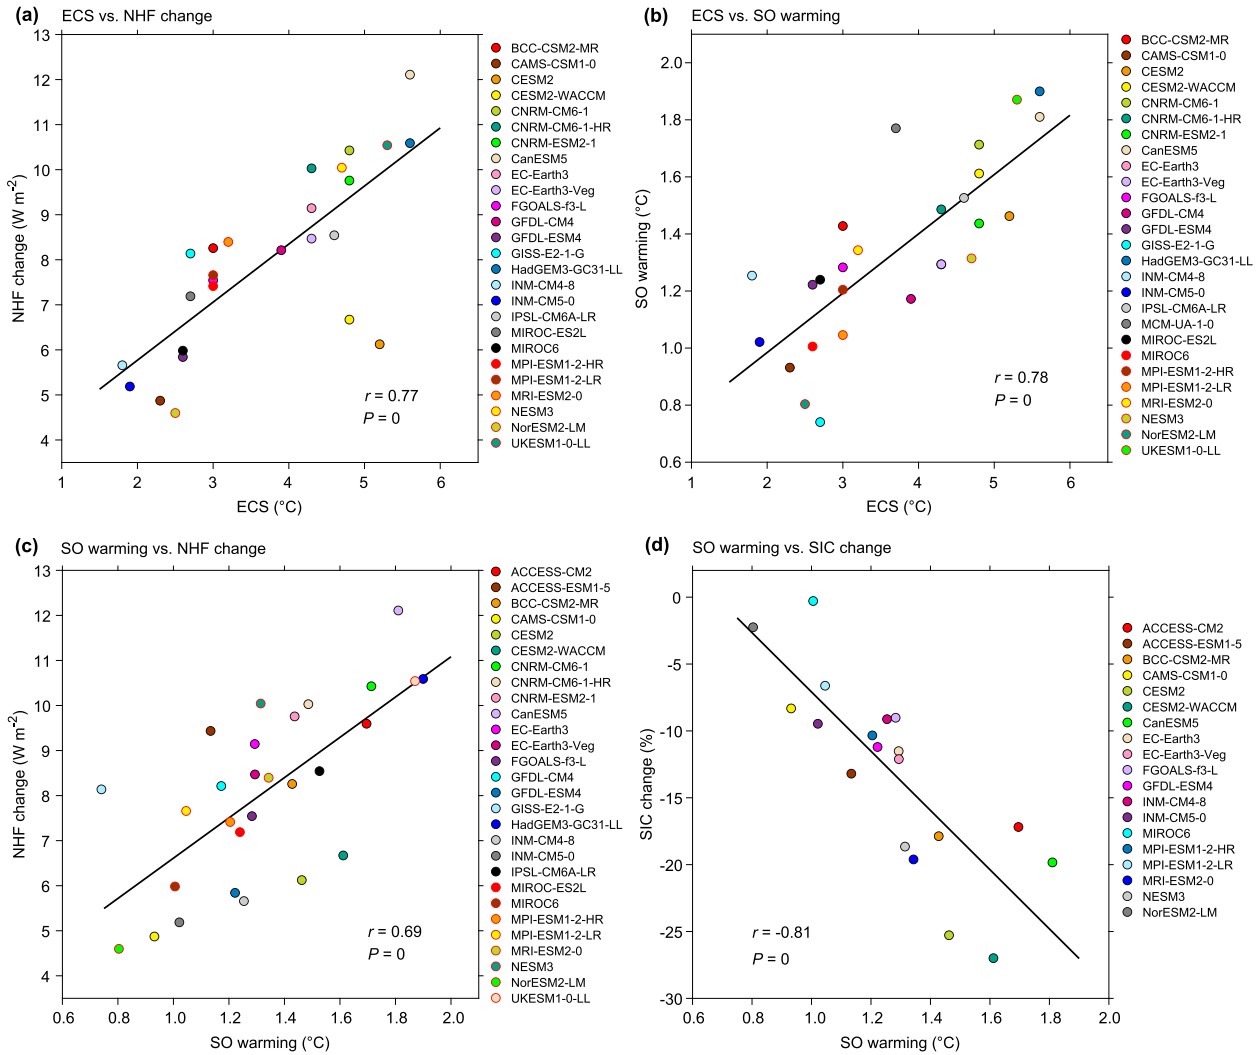 (a) ECS vs. NHF change
13
12
11
10
9
8
7
6
5
4
NHF change (W m-2)
1 2 3 4 5 6
ECS (°C)
r = 0.77
P = 0
BCC-CSM2-MR
CAMS-CSM1-0
CESM2
CESM2-WACCM
CNRM-CM6-1
CNRM-CM6-1-HR
CNRM-ESM2-1
CanESM5
EC-Earth3
EC-Earth3-Veg
FGOALS-f3-L
GFDL-CM4
GFDL-ESM4
GISS-E2-1-G
HadGEM3-GC31-LL
INM-CM4-8
INM-CM5-0
IPSL-CM6A-LR
MIROC-ES2L
MIROC6
MPI-ESM1-2-HR
MPI-ESM1-2-LR
MRI-ESM2-0
NESM3
NorESM2-LM
UKESM1-0-LL
(b) ECS vs. SO warming
2.0
1.8
1.6
1.4
1.2
1.0
0.8
0.6
SO warming (°C)
1 2 3 4 5 6
ECS (°C)
r = 0.78
P = 0
BCC-CSM2-MR
CAMS-CSM1-0
CESM2
CESM2-WACCM
CNRM-CM6-1
CNRM-CM6-1-HR
CNRM-ESM2-1
CanESM5
EC-Earth3
EC-Earth3-Veg
FGOALS-f3-L
GFDL-CM4
GFDL-ESM4
GISS-E2-1-G
HadGEM3-GC31-LL
INM-CM4-8
INM-CM5-0
IPSL-CM6A-LR
MCM-UA-1-0
MIROC-ES2L
MIROC6
MPI-ESM1-2-HR
MPI-ESM1-2-LR
MRI-ESM2-0
NESM3
NorESM2-LM
UKESM1-0-LL
(c) SO warming vs. NHF change
13
12
11
10
9
8
7
6
5
4
NHF change (W m-2)
0.6 0.8 1.0 1.2 1.4 1.6 1.8 2.0
SO warming (°C)
r = 0.69
P = 0
ACCESS-CM2
ACCESS-ESM1-5
BCC-CSM2-MR
CAMS-CSM1-0
CESM2
CESM2-WACCM
CNRM-CM6-1
CNRM-CM6-1-HR
CNRM-ESM2-1
CanESM5
EC-Earth3
EC-Earth3-Veg
FGOALS-f3-L
GFDL-CM4
GFDL-ESM4
GISS-E2-1-G
HadGEM3-GC31-LL
INM-CM4-8
INM-CM5-0
IPSL-CM6A-LR
MIROC-ES2L
MIROC6
MPI-ESM1-2-HR
MPI-ESM1-2-LR
MRI-ESM2-0
NESM3
NorESM2-LM
UKESM1-0-LL
(d) SO warming vs. SIC change
0
-5
-10
-15
-20
-25
-30
SIC change (%)
0.6 0.8 1.0 1.2 1.4 1.6 1.8 2.0
SO warming (°C)
r = -0.81
P = 0
ACCESS-CM2
ACCESS-ESM1-5
BCC-CSM2-MR
CAMS-CSM1-0
CESM2
CESM2-WACCM
CanESM5
EC-Earth3
EC-Earth3-Veg
FGOALS-f3-L
GFDL-ESM4
INM-CM4-8
INM-CM5-0
MIROC6
MPI-ESM1-2-HR
MPI-ESM1-2-LR
MRI-ESM2-0
NESM3
NorESM2-LM